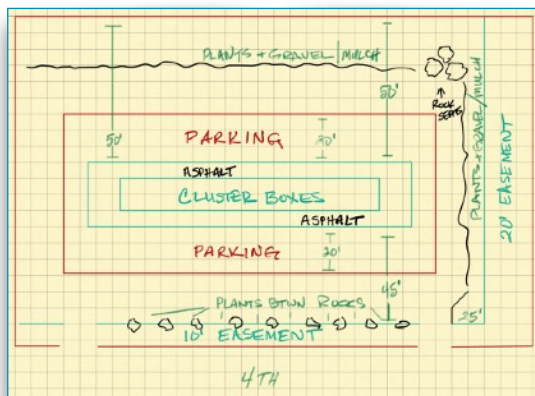 PLANTS + GRAVEL/MULCH
50'
50'
ROCK SEATS
PLANTS + GRAVEL/MULCH
20' EASEMENT
PARKING
20'
ASPHALT
CLUSTER BOXES
ASPHALT
PARKING
20'
45'
PLANTS BTWN ROCKS
25'
10' EASEMENT
4TH